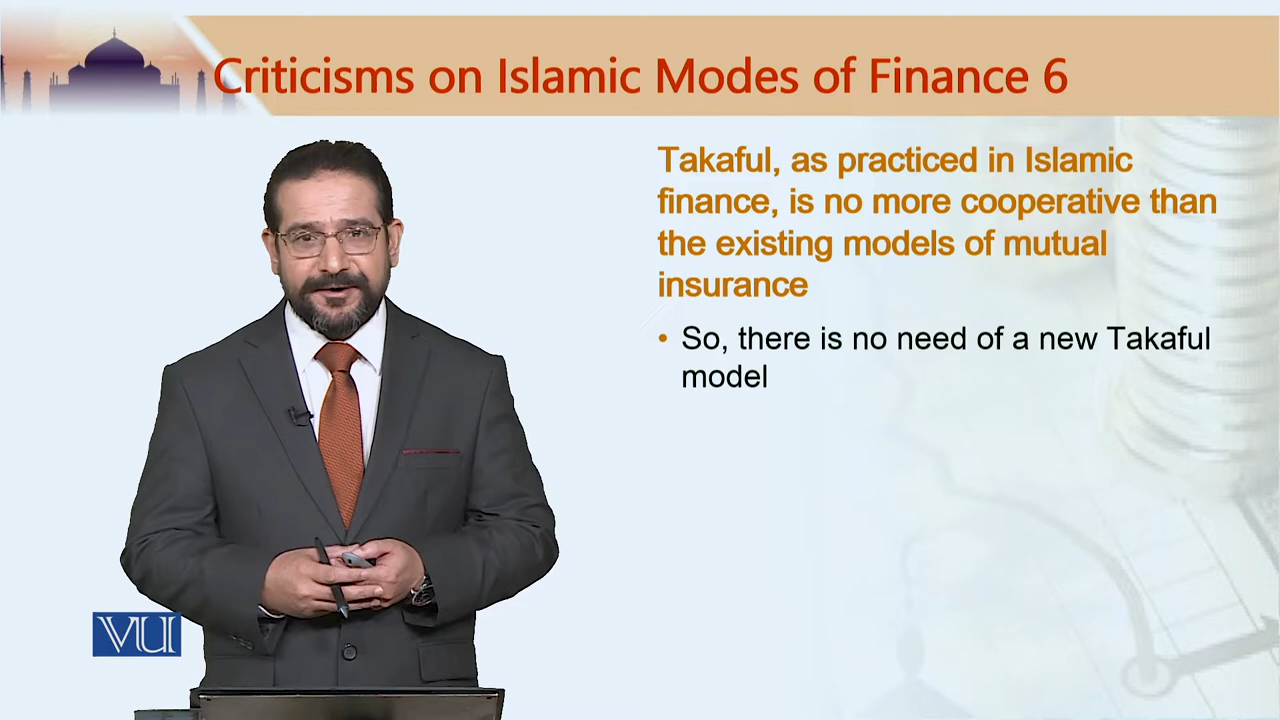 Criticisms on Islamic Modes of Finance 6
Takaful, as practiced in Islamic
finance, is no more cooperative than
the existing models of mutual
insurance
• So, there is no need of a new Takaful
model
VU